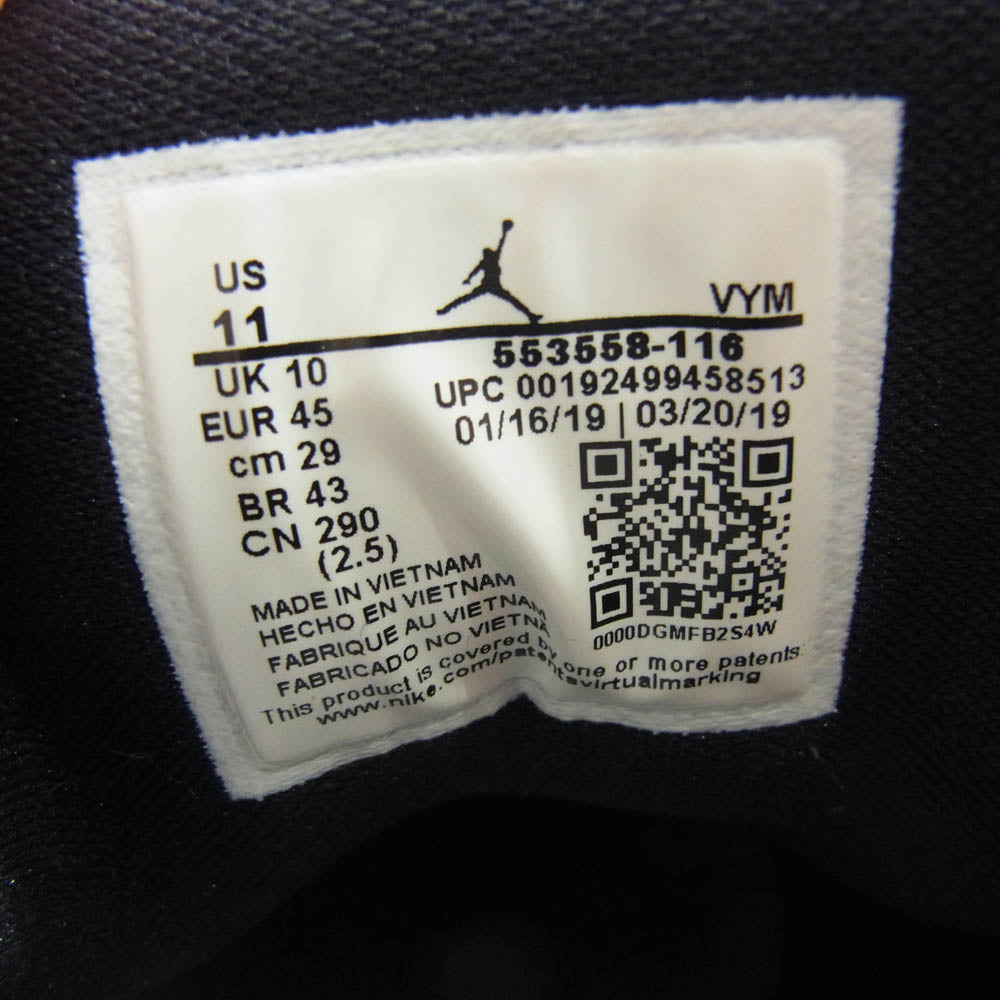 US
11
UK 10
EUR 45
cm 29
BR 43
CN 290
(2.5)
VYM
553558-116
UPC 00192499458513
01/16/19 | 03/20/19
0000DGMFB2S4W
MADE IN VIETNAM
HECHO EN VIETNAM
FABRIQUE AU VIETNAM
FABRICADO NO VIETNA
This product is covered by one or more patents.
www.nike.com/patentsvirtualmarking